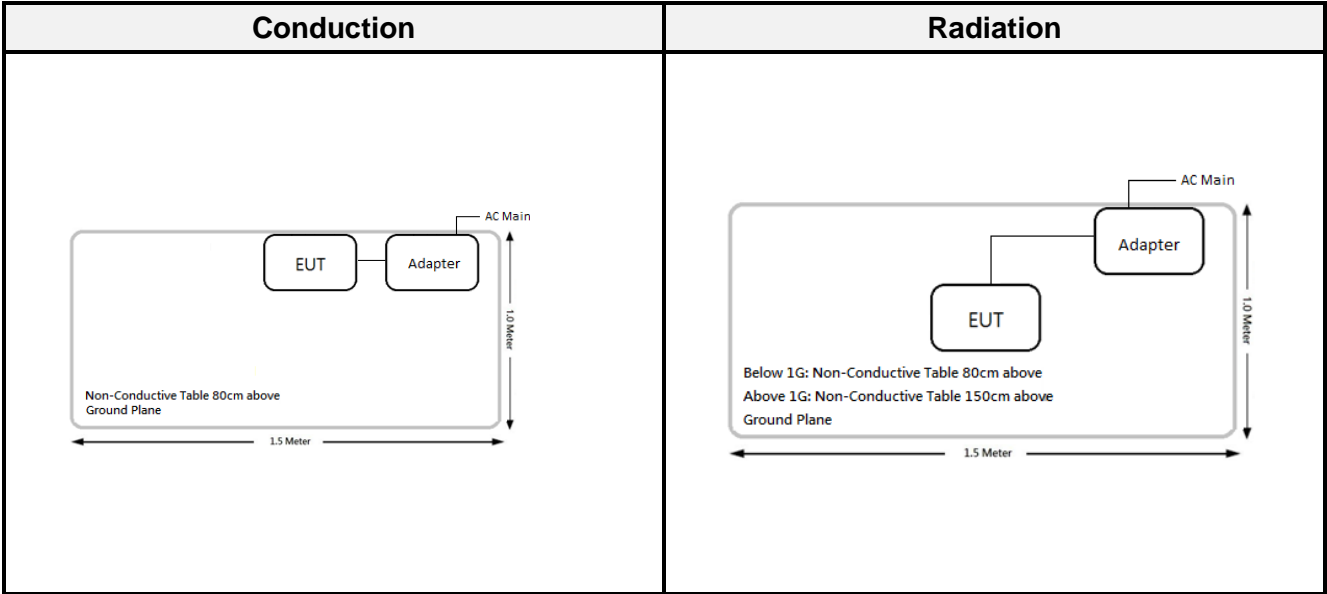 Conduction
Radiation
AC Main
EUT
Adapter
1.0 Meter
Non-Conductive Table 80cm above
Ground Plane
1.5 Meter
AC Main
Adapter
EUT
1.0 Meter
Below 1G: Non-Conductive Table 80cm above
Above 1G: Non-Conductive Table 150cm above
Ground Plane
1.5 Meter